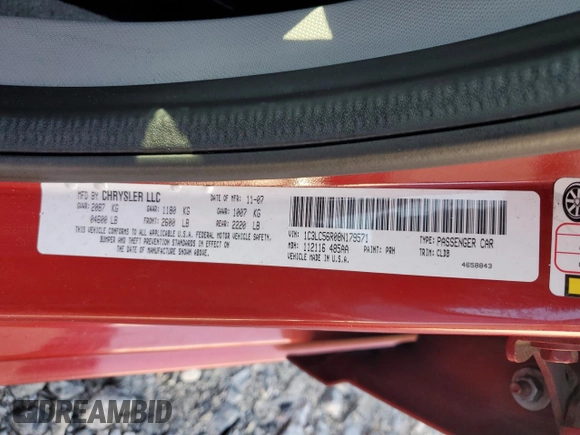 MFD BY CHRYSLER LLC DATE OF MFR. 11-07
GVWR: 2087 KG GAWR: 1180 KG GAWR: 1007 KG
04600 LB FRONT: 2600 LB REAR: 2220 LB
THIS VEHICLE CONFORMS TO ALL APPLICABLE U.S.A. FEDERAL MOTOR VEHICLE SAFETY,
BUMPER AND THEFT PREVENTION STANDARDS IN EFFECT ON
THE DATE OF MANUFACTURE SHOWN ABOVE.
VIN: 1C3LC56R08N179571 TYPE: PASSENGER CAR
MDH: 112116 405AA PAINT: PRH TRIM: CLDB
VEHICLE MADE IN U.S.A. 4658043
DREAMBID